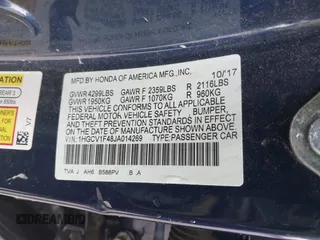 MFD. BY HONDA OF AMERICA MFG.,INC. 10/17
GVWR 4299LBS GAWR F 2359LBS R 2116LBS
GVWR 1950KG GAWR F 1070KG R 960KG
THIS VEHICLE CONFORMS TO ALL APPLICABLE
FEDERAL MOTOR VEHICLE SAFETY, BUMPER,
AND THEFT PREVENTION STANDARDS IN EFFECT
ON THE DATE OF MANUFACTURE SHOWN ABOVE.
V.I.N.: 1HGCV1F48JA014269 TYPE:PASSENGER CAR
TVA J AH6 B588PV B .A
V7
REAR